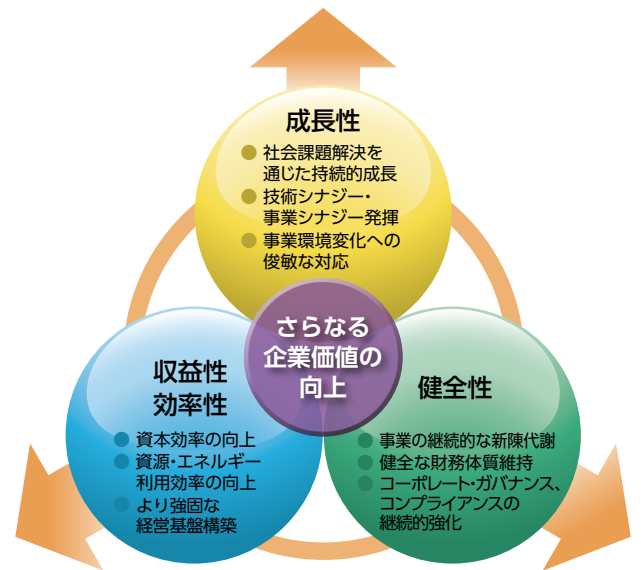 成長性
● 社会課題解決を
通じた持続的成長
● 技術シナジー・
事業シナジー発揮
● 事業環境変化への
俊敏な対応
さらなる
企業価値の
向上
収益性
効率性
● 資本効率の向上
● 資源・エネルギー
利用効率の向上
● より強固な
経営基盤構築
健全性
● 事業の継続的な新陳代謝
● 健全な財務体質維持
● コーポレート・ガバナンス、
コンプライアンスの
継続的強化